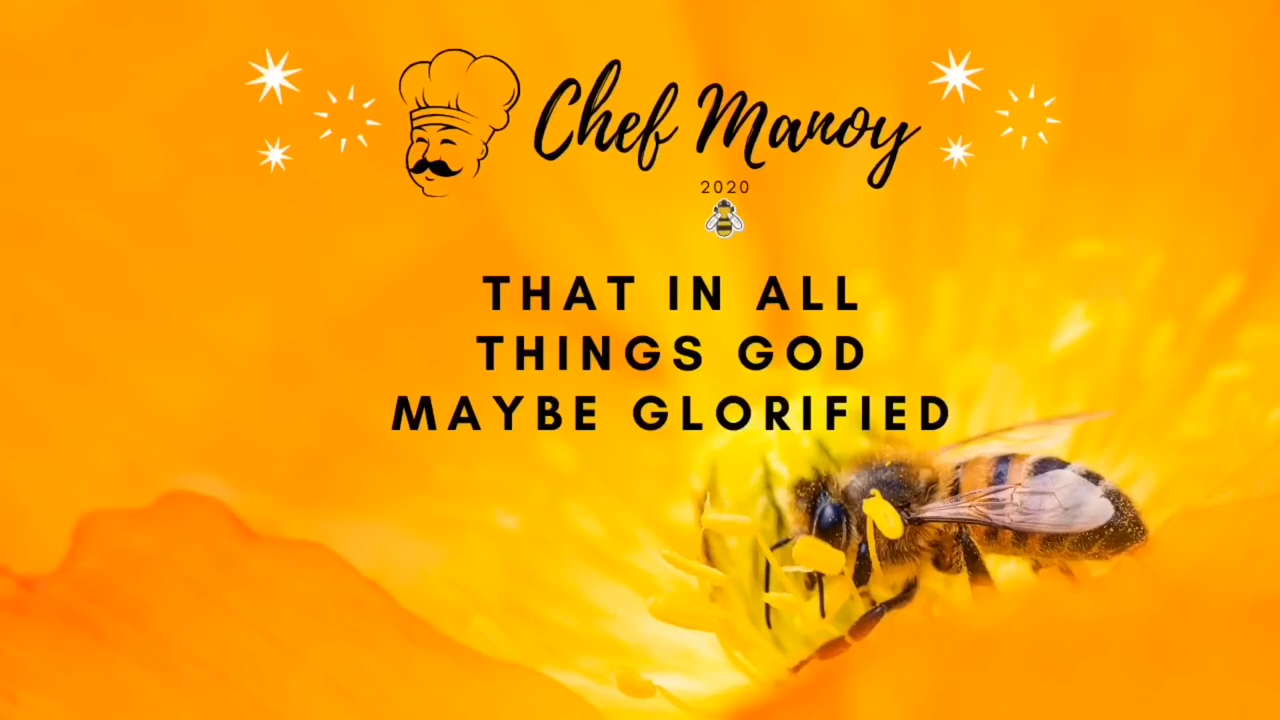 Chef Manoy
2020
THAT IN ALL
THINGS GOD
MAYBE GLORIFIED